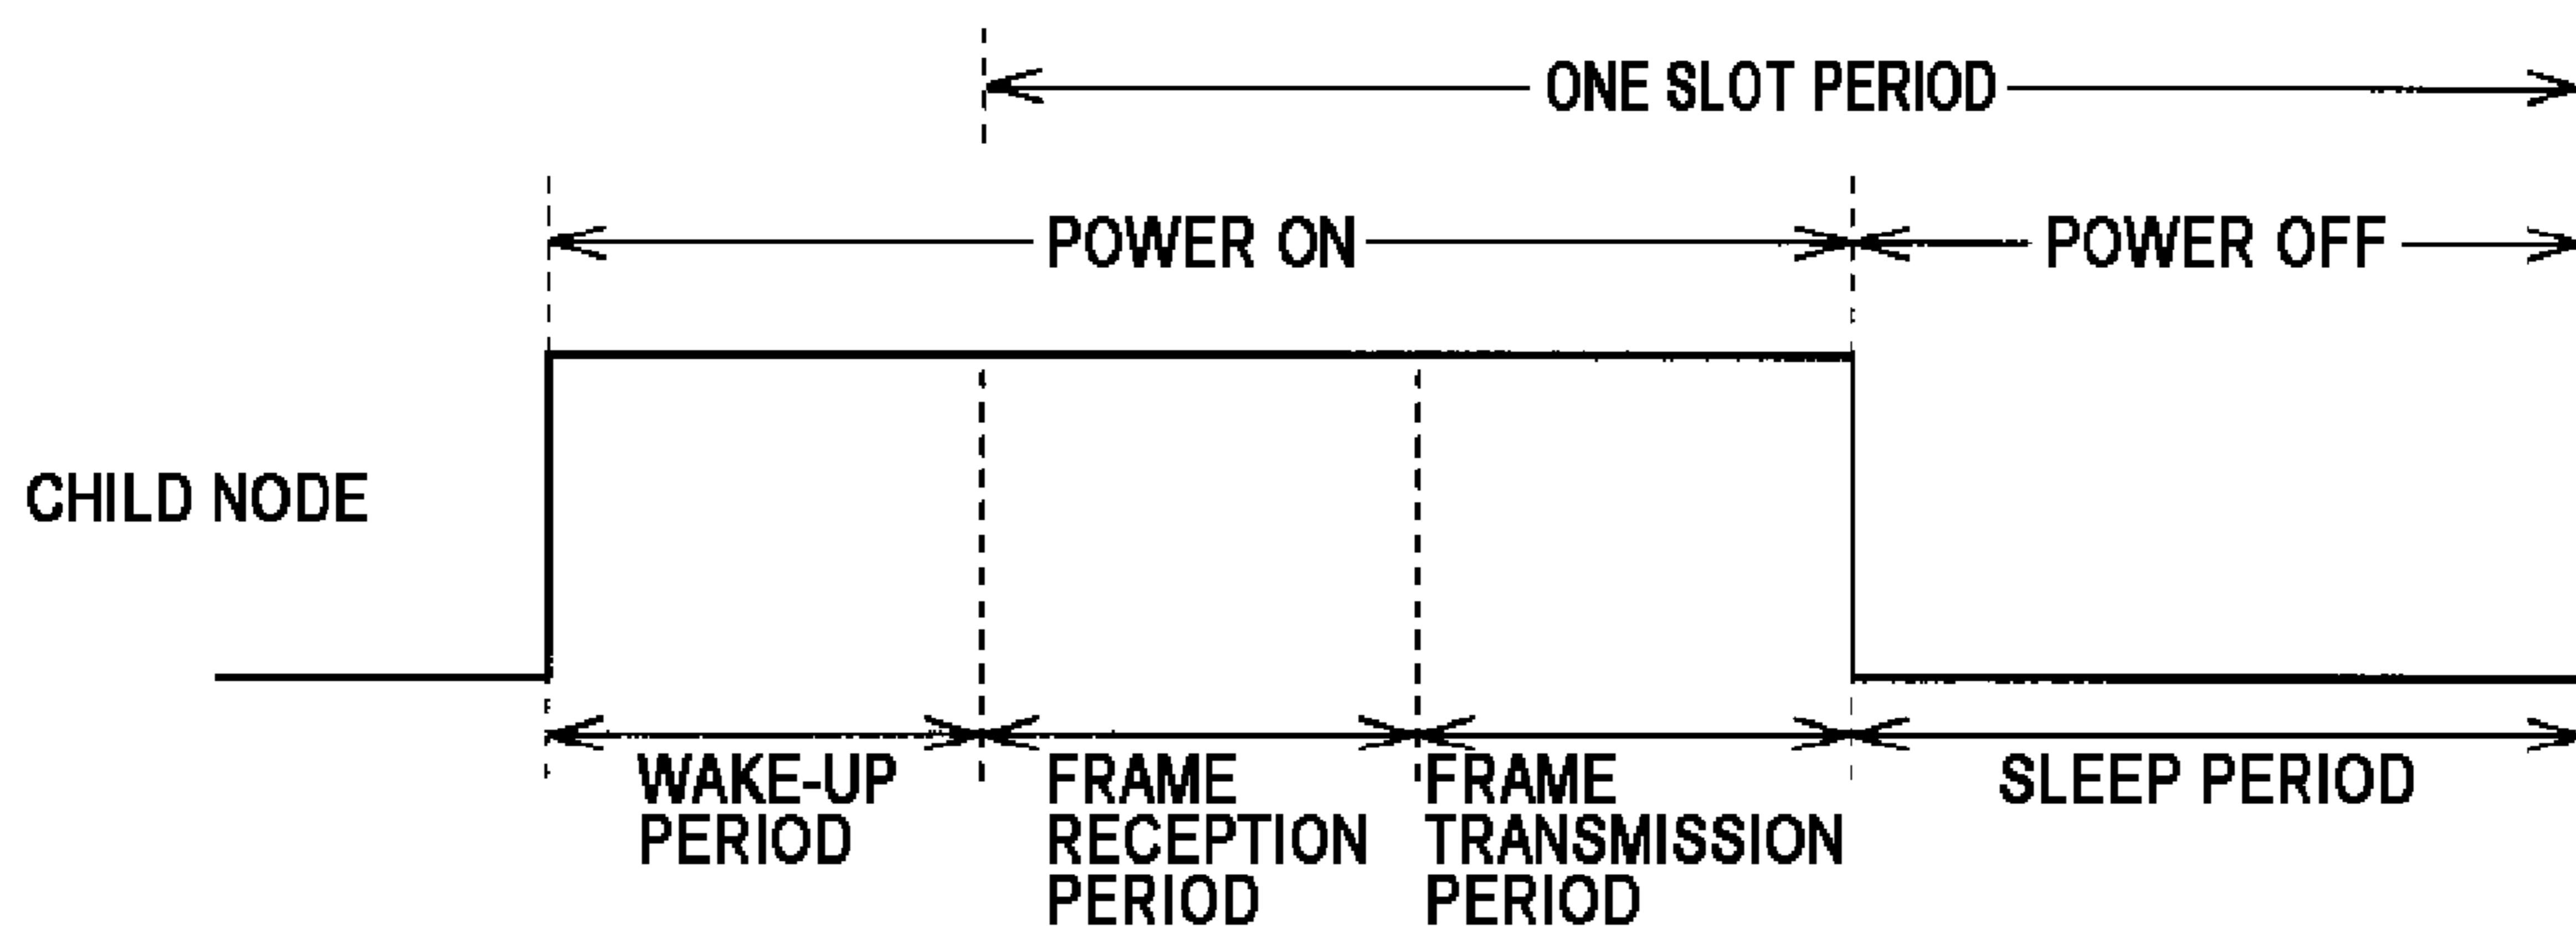 ONE SLOT PERIOD
POWER ON
POWER OFF
CHILD NODE
WAKE-UP
PERIOD
FRAME
RECEPTION
PERIOD
FRAME
TRANSMISSION
PERIOD
SLEEP PERIOD